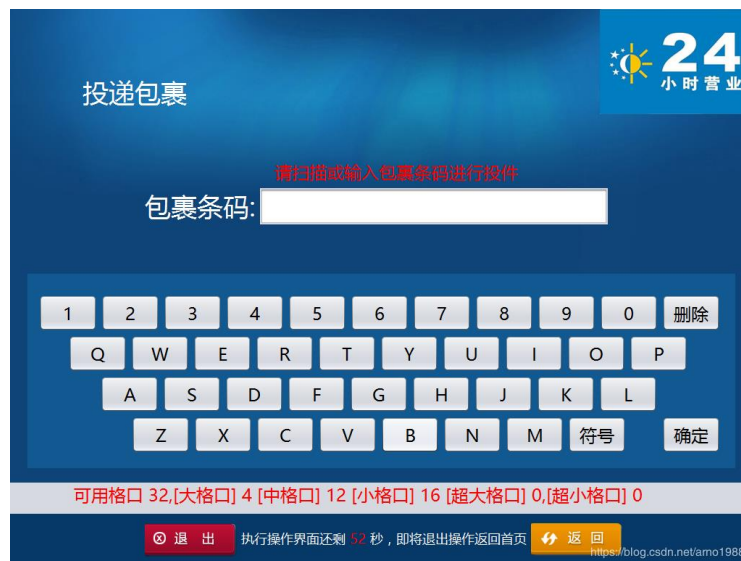 24
小时营业
投递包裹
请扫描或输入包裹条码进行投件
包裹条码:
1 2 3 4 5 6 7 8 9 0 删除
Q W E R T Y U I O P
A S D F G H J K L
Z X C V B N M 符号 确定
可用格口 32,[大格口] 4 [中格口] 12 [小格口] 16 [超大格口] 0,[超小格口] 0
退 出 执行操作界面还剩 52 秒，即将退出操作返回首页 返 回
https://blog.csdn.net/arno1988